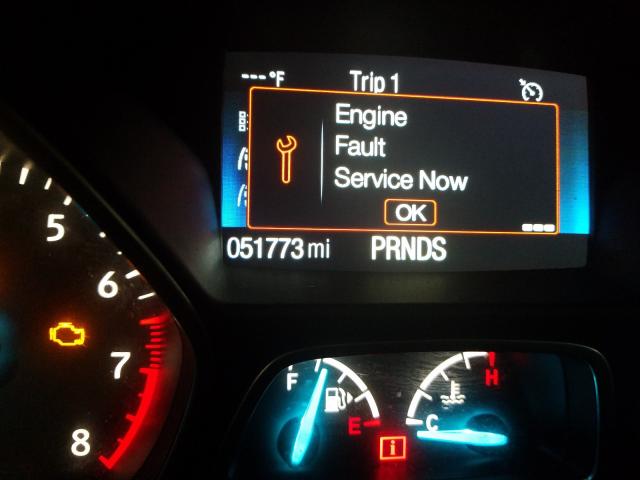 ---°F Trip 1
Engine
Fault
Service Now
OK
051773 mi PRNDS
5
6
7
8
F
E
C
H
i